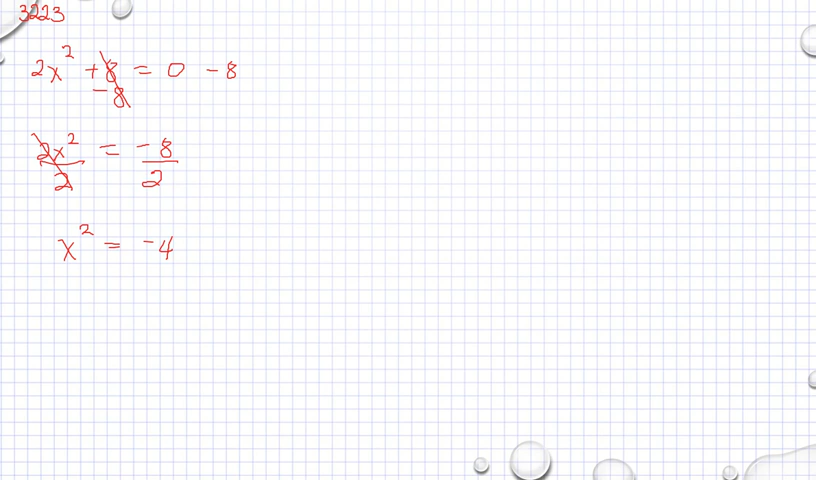 3223
2x² + 8 = 0 - 8
- 8
2x² / 2 = -8 / 2
x² = -4